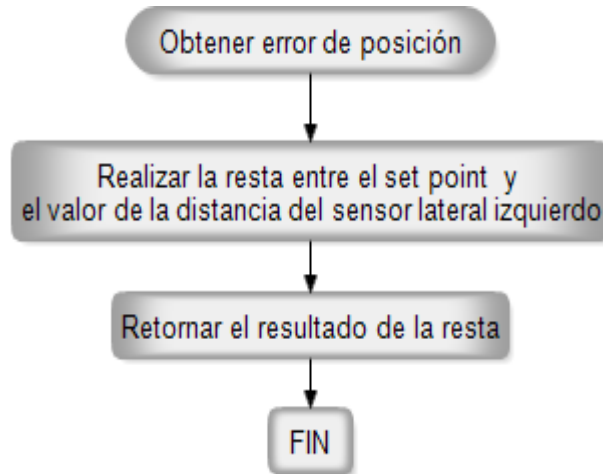 Obtener error de posición
Realizar la resta entre el set point y
el valor de la distancia del sensor lateral izquierdo
Retornar el resultado de la resta
FIN